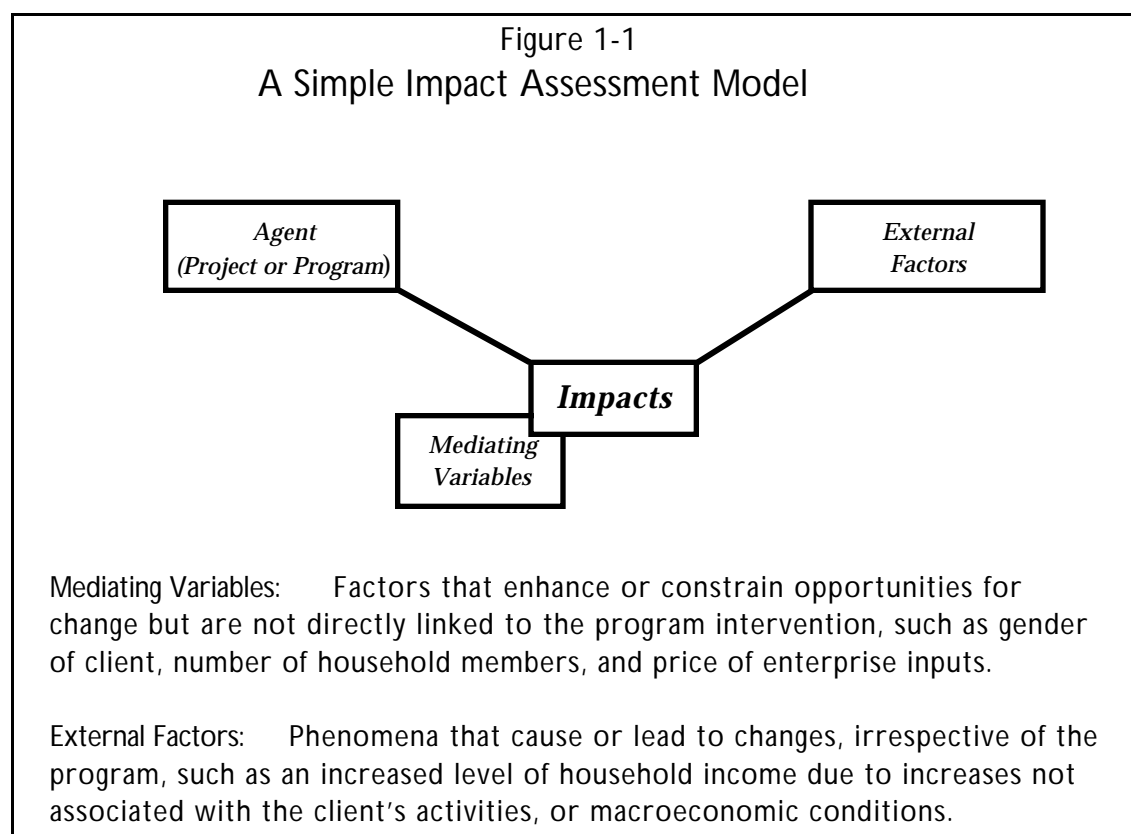 Figure 1-1
A Simple Impact Assessment Model
Agent
(Project or Program)
External
Factors
Impacts
Mediating
Variables
Mediating Variables: Factors that enhance or constrain opportunities for
change but are not directly linked to the program intervention, such as gender
of client, number of household members, and price of enterprise inputs.
External Factors: Phenomena that cause or lead to changes, irrespective of the
program, such as an increased level of household income due to increases not
associated with the client's activities, or macroeconomic conditions.